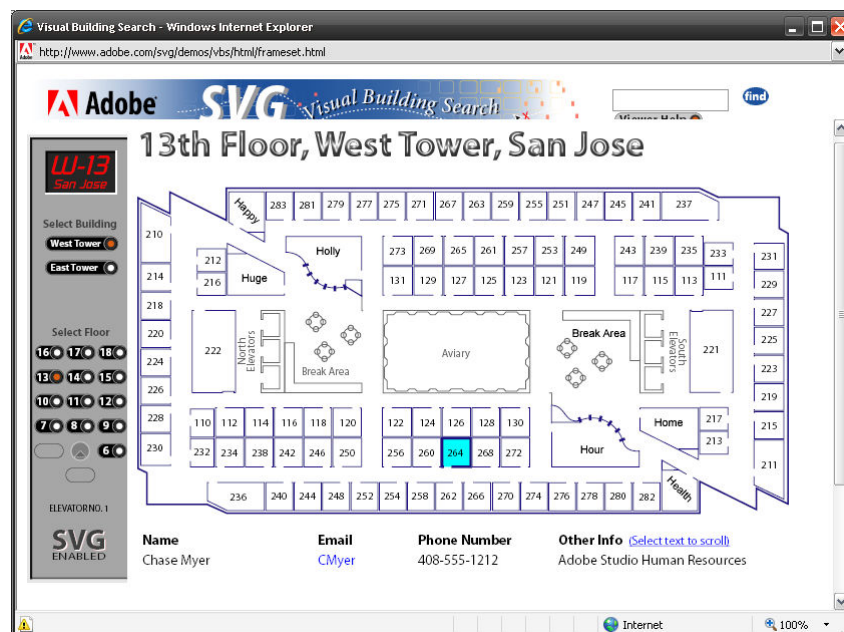 Visual Building Search - Windows Internet Explorer
Adobe
http://www.adobe.com/svg/demos/vbs/html/frameset.html
Adobe SVG Visual Building Search find
Viewer Help
13th Floor, West Tower, San Jose
W-13
San Jose
Select Building
West Tower
East Tower
Select Floor
16 17 18
13 14 15
10 11 12
7 8 9
6
ELEVATOR NO. 1
SVG
ENABLED
Happy 283 281 279 277 275 271 267 263 259 255 251 247 245 241 237
210 212 Holly 273 269 265 261 257 253 249 243 239 235 233 231
214 216 Huge 131 129 127 125 123 121 119 117 115 113 111 229
218 227
220 222 North Elevators Break Area Aviary Break Area South Elevators 221 225
224 223
226 219
228 110 112 114 116 118 120 122 124 126 128 130 Home 217 215
230 232 234 238 242 246 250 256 260 264 268 272 Hour 213 211
236 240 244 248 252 254 258 262 266 270 274 276 278 280 282 Health
Name Email Phone Number Other Info (Select text to scroll)
Chase Myer CMyer 408-555-1212 Adobe Studio Human Resources
Internet 100%